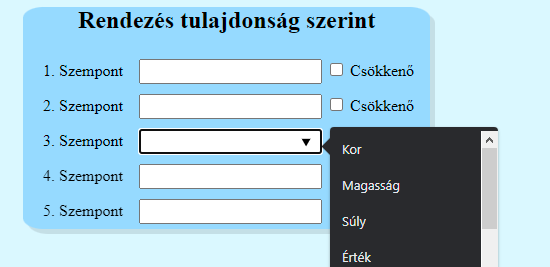 Rendezés tulajdonság szerint
1. Szempont Csökkenő
2. Szempont Csökkenő
3. Szempont
Kor
4. Szempont Magasság
5. Szempont Súly
Érték